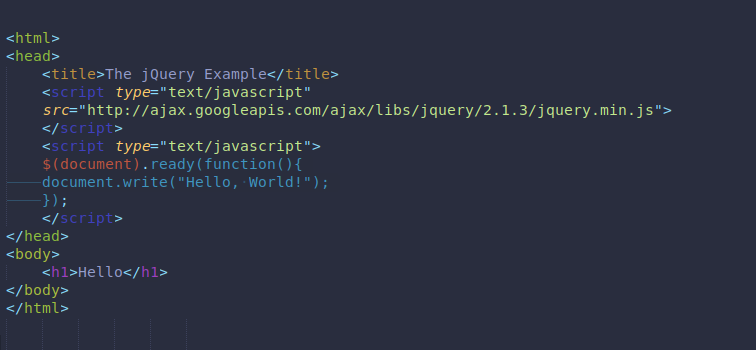 <html>
<head>
<title>The jQuery Example</title>
<script type="text/javascript"
src="http://ajax.googleapis.com/ajax/libs/jquery/2.1.3/jquery.min.js">
</script>
<script type="text/javascript">
$(document).ready(function(){
document.write("Hello, World!");
});
</script>
</head>
<body>
<h1>Hello</h1>
</body>
</html>